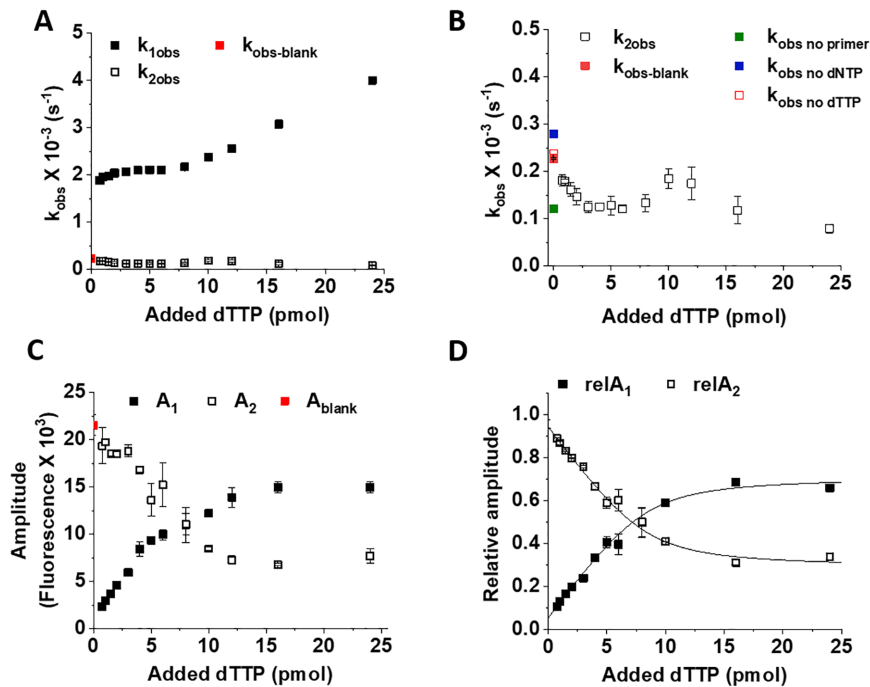 A
k1obs
kobs-blank
k2obs
5
4
3
2
1
0
kobs X 10-3 (s-1)
0
5
10
15
20
25
Added dTTP (pmol)
B
k2obs
kobs no primer
kobs-blank
kobs no dNTP
kobs no dTTP
0.5
0.4
0.3
0.2
0.1
0.0
kobs X 10-3 (s-1)
0
5
10
15
20
25
Added dTTP (pmol)
C
A1
A2
Ablank
25
20
15
10
5
0
Amplitude
(Fluorescence X 103)
0
5
10
15
20
25
Added dTTP (pmol)
D
relA1
relA2
1.0
0.8
0.6
0.4
0.2
0.0
Relative amplitude
0
5
10
15
20
25
Added dTTP (pmol)